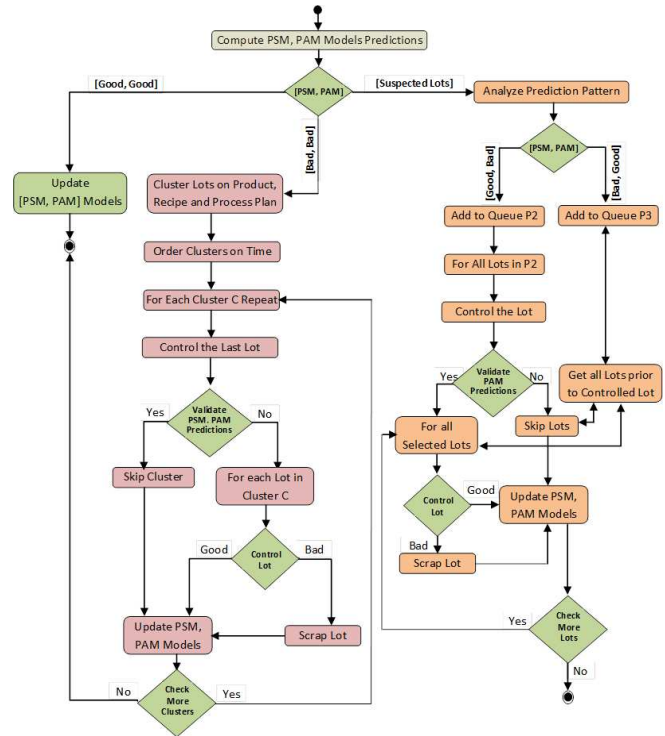 Compute PSM, PAM Models Predictions
[Good, Good]
[PSM, PAM]
[Suspected Lots]
Analyze Prediction Pattern
[Bad, Bad]
[PSM, PAM]
[Good, Bad]
[Bad, Good]
Update
[PSM, PAM] Models
Cluster Lots on Product,
Recipe and Process Plan
Add to Queue P2
Add to Queue P3
Order Clusters on Time
For All Lots in P2
For Each Cluster C Repeat
Control the Lot
Control the Last Lot
Yes
Validate
PAM
Predictions
No
Get all Lots prior
to Controlled Lot
Yes
Validate
PSM. PAM
Predictions
No
For all
Selected Lots
Skip Lots
Skip Cluster
For each Lot in
Cluster C
Control
Lot
Good
Update PSM,
PAM Models
Good
Control
Lot
Bad
Bad
Scrap Lot
Update PSM,
PAM Models
Scrap Lot
Yes
Check
More
Lots
No
No
Check
More
Clusters
Yes